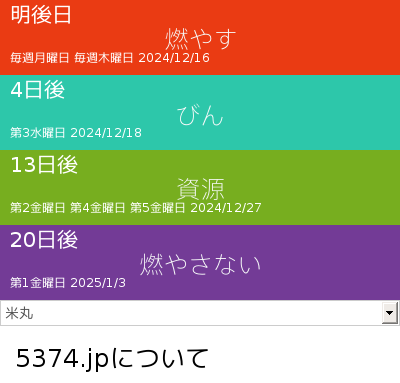 明後日
燃やす
毎週月曜日 毎週木曜日 2024/12/16
4日後
びん
第3水曜日 2024/12/18
13日後
資源
第2金曜日 第4金曜日 第5金曜日 2024/12/27
20日後
燃やさない
第1金曜日 2025/1/3
米丸
5374.jpについて